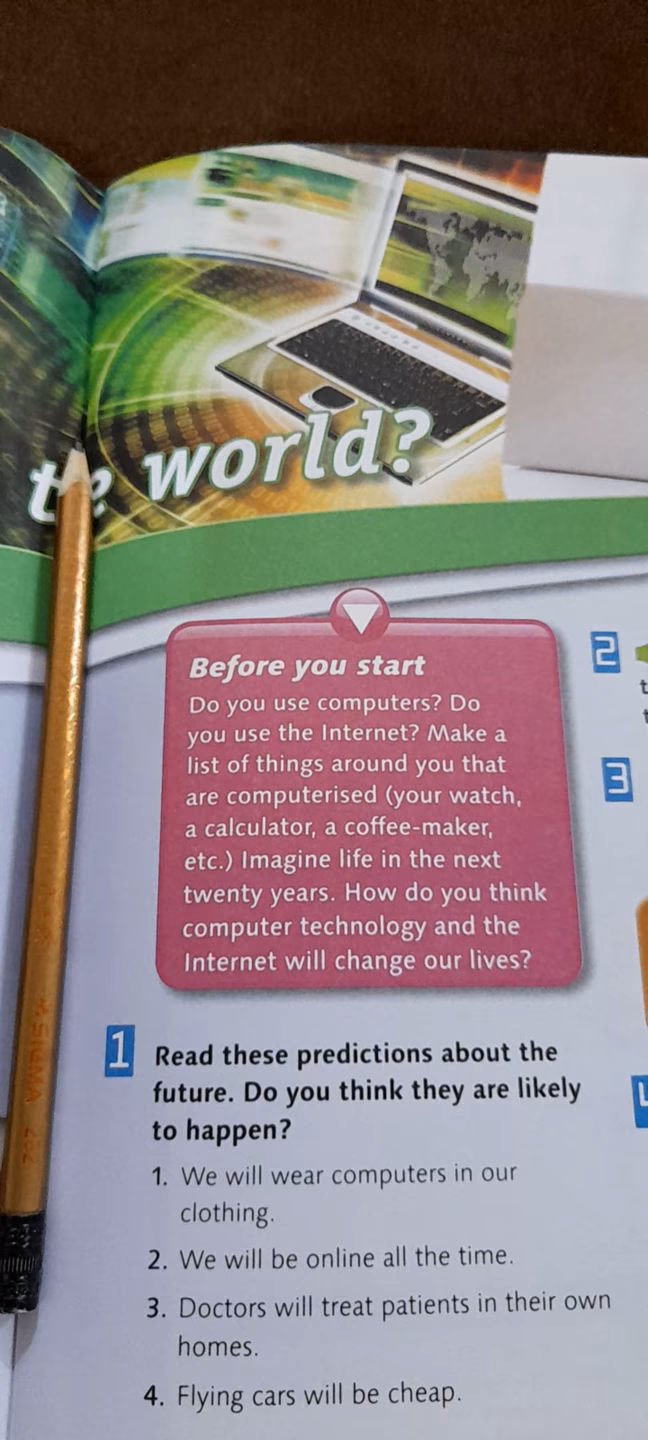 the world?
Before you start
Do you use computers? Do
you use the Internet? Make a
list of things around you that
are computerised (your watch,
a calculator, a coffee-maker,
etc.) Imagine life in the next
twenty years. How do you think
computer technology and the
Internet will change our lives?
1 Read these predictions about the
future. Do you think they are likely
to happen?
1. We will wear computers in our
clothing.
2. We will be online all the time.
3. Doctors will treat patients in their own
homes.
4. Flying cars will be cheap.
2
3